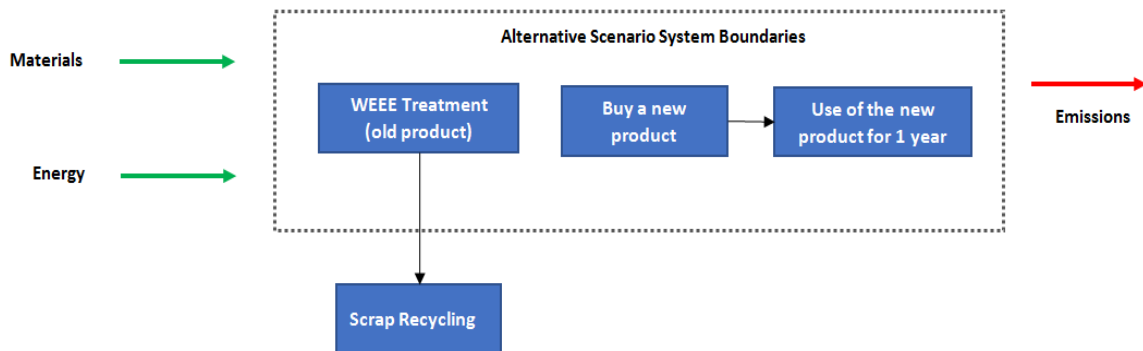 Alternative Scenario System Boundaries
Materials
Energy
WEEE Treatment
(old product)
Buy a new
product
Use of the new
product for 1 year
Emissions
Scrap Recycling